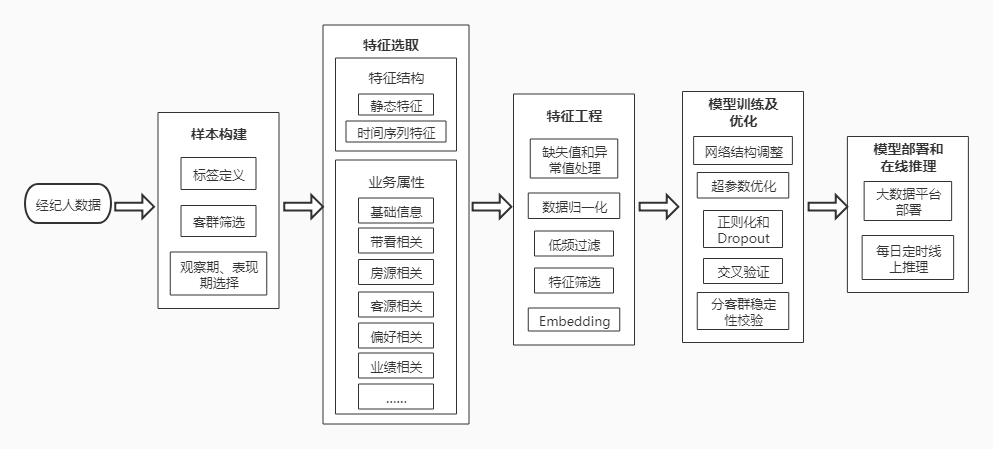 经纪人数据
样本构建
标签定义
客群筛选
观察期、表现
期选择
特征选取
特征结构
静态特征
时间序列特征
业务属性
基础信息
带看相关
房源相关
客源相关
偏好相关
业绩相关
......
特征工程
缺失值和异
常值处理
数据归一化
低频过滤
特征筛选
Embedding
模型训练及
优化
网络结构调整
超参数优化
正则化和
Dropout
交叉验证
分客群稳定
性校验
模型部署和
在线推理
大数据平台
部署
每日定时线
上推理